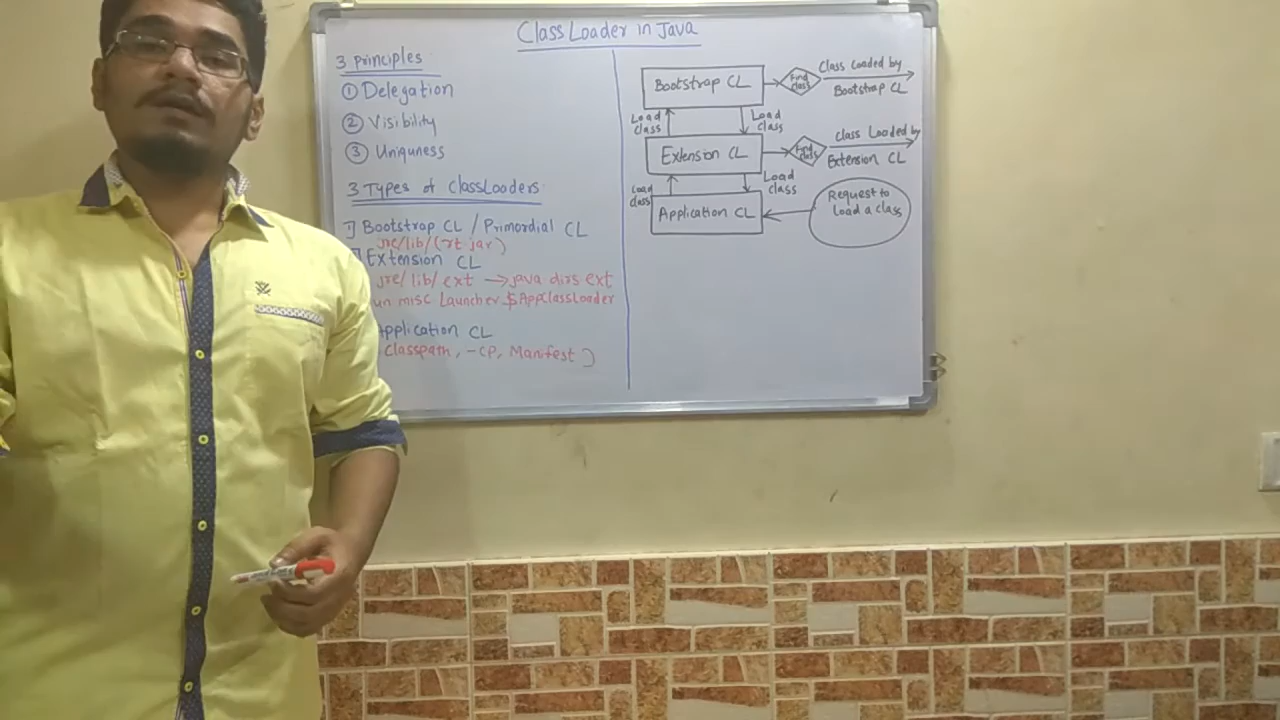 Class Loader in Java
3 Principles
① Delegation
② Visibility
③ Uniquness
3 Types of ClassLoaders
1) Bootstrap CL / Primordial CL
jre/lib/(rt.jar)
Extension CL
jre/lib/ext → java dirs ext
un misc Launcher $ AppClassLoader
Application CL
Classpath, -CP, Manifest )
Bootstrap CL
Find class
Class Loaded by
Bootstrap CL
Load class
Load class
Extension CL
Find class
Class Loaded by
Extension CL
Load class
Load class
Application CL
Request to
Load a class